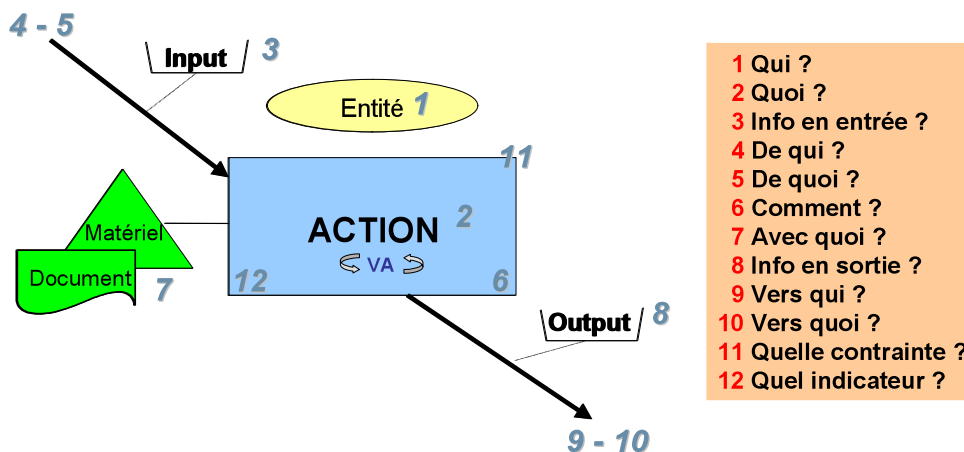 4 - 5
Input 3
Entité 1
11
ACTION 2
VA
Matériel
Document
7
12
6
Output 8
9 - 10
1 Qui ?
2 Quoi ?
3 Info en entrée ?
4 De qui ?
5 De quoi ?
6 Comment ?
7 Avec quoi ?
8 Info en sortie ?
9 Vers qui ?
10 Vers quoi ?
11 Quelle contrainte ?
12 Quel indicateur ?